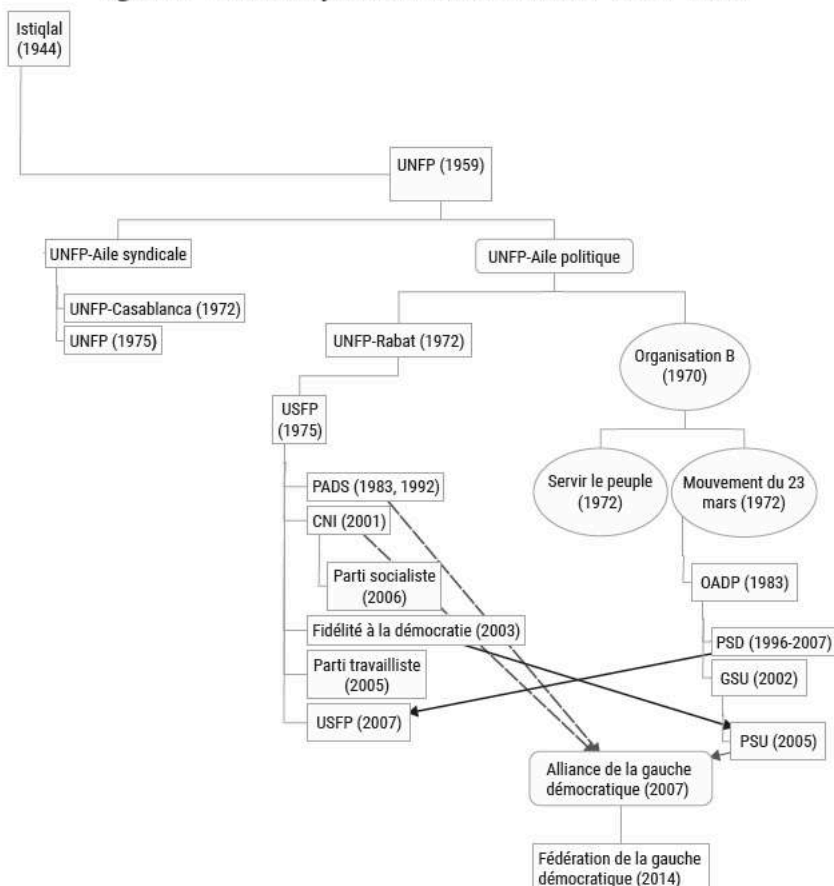 Istiqlal
(1944)
UNFP (1959)
UNFP-Aile syndicale
UNFP-Aile politique
UNFP-Casablanca (1972)
UNFP (1975)
UNFP-Rabat (1972)
Organisation B
(1970)
USFP
(1975)
Servir le peuple
(1972)
Mouvement du 23
mars (1972)
PADS (1983, 1992)
CNI (2001)
Parti socialiste
(2006)
OADP (1983)
Fidélité à la démocratie (2003)
PSD (1996-2007)
Parti travailliste
(2005)
GSU (2002)
USFP (2007)
PSU (2005)
Alliance de la gauche
démocratique (2007)
Fédération de la gauche
démocratique (2014)